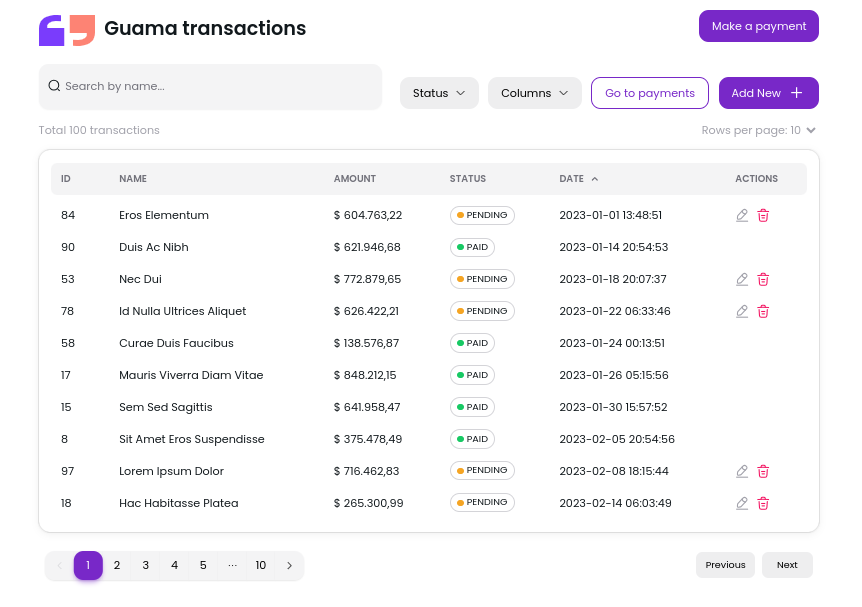 Guama transactions
Make a payment
Search by name...
Status
Columns
Go to payments
Add New
Total 100 transactions
Rows per page: 10
ID NAME AMOUNT STATUS DATE ACTIONS
84 Eros Elementum $ 604.763,22 PENDING 2023-01-01 13:48:51
90 Duis Ac Nibh $ 621.946,68 PAID 2023-01-14 20:54:53
53 Nec Dui $ 772.879,65 PENDING 2023-01-18 20:07:37
78 Id Nulla Ultrices Aliquet $ 626.422,21 PENDING 2023-01-22 06:33:46
58 Curae Duis Faucibus $ 138.576,87 PAID 2023-01-24 00:13:51
17 Mauris Viverra Diam Vitae $ 848.212,15 PAID 2023-01-26 05:15:56
15 Sem Sed Sagittis $ 641.958,47 PAID 2023-01-30 15:57:52
8 Sit Amet Eros Suspendisse $ 375.478,49 PAID 2023-02-05 20:54:56
97 Lorem Ipsum Dolor $ 716.462,83 PENDING 2023-02-08 18:15:44
18 Hac Habitasse Platea $ 265.300,99 PENDING 2023-02-14 06:03:49
1 2 3 4 5 ... 10
Previous
Next